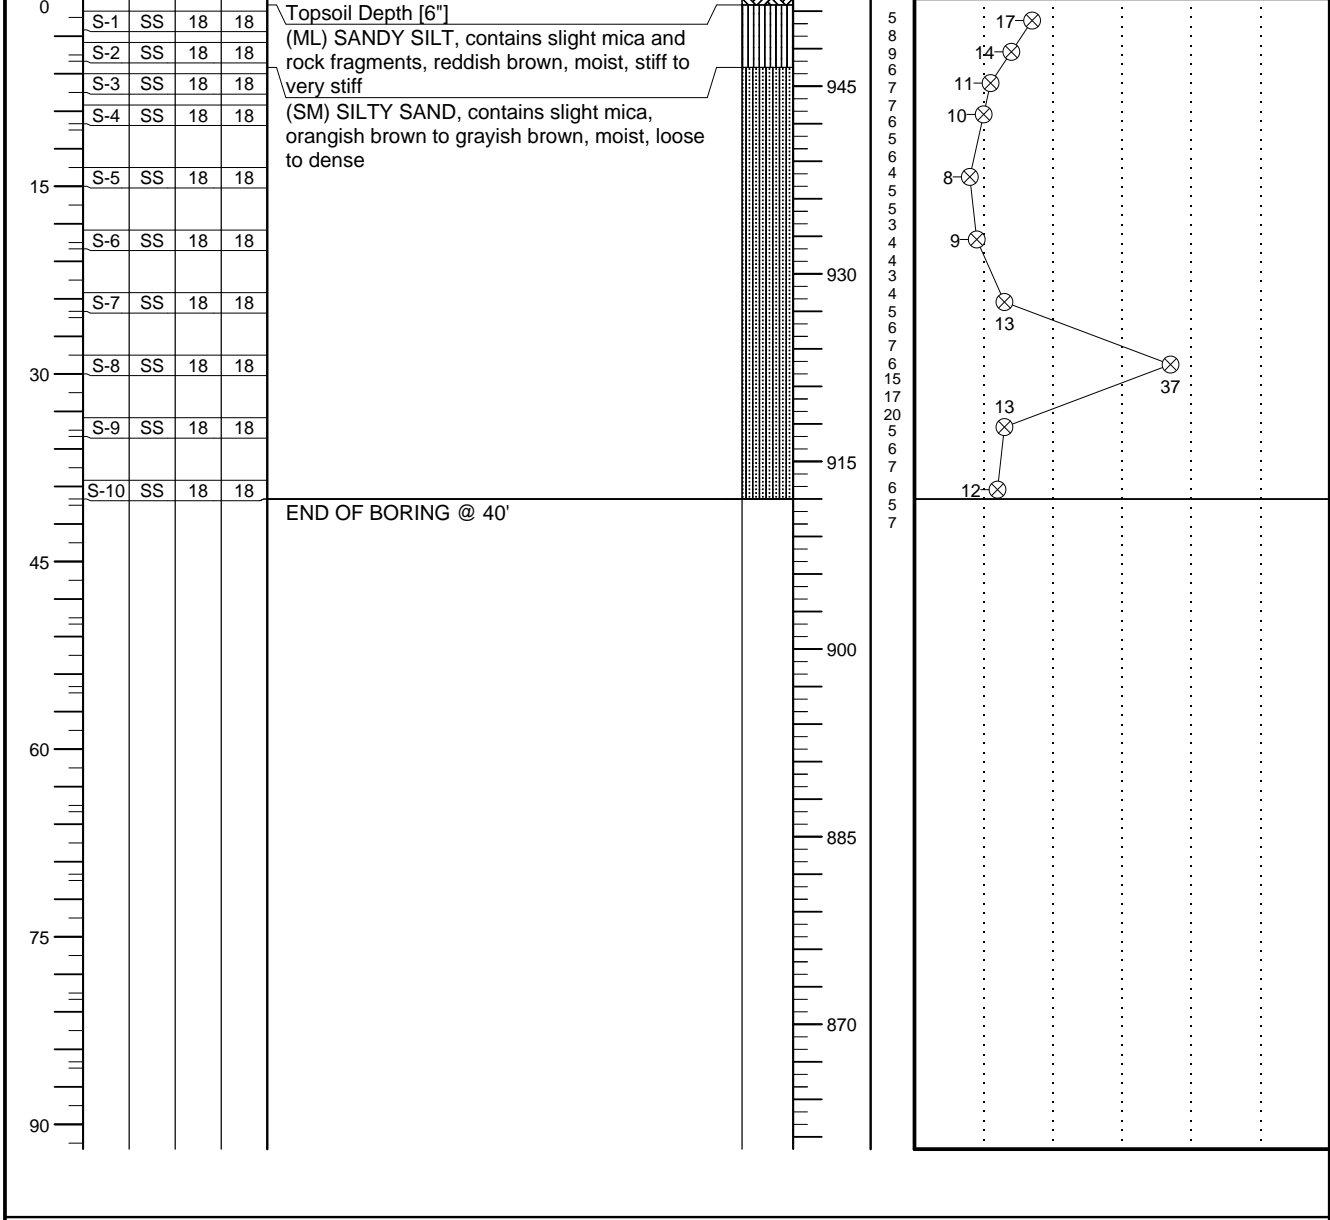 0
S-1 SS 18 18
S-2 SS 18 18
S-3 SS 18 18
S-4 SS 18 18
15
S-5 SS 18 18
S-6 SS 18 18
S-7 SS 18 18
30
S-8 SS 18 18
S-9 SS 18 18
S-10 SS 18 18
45
60
75
90
Topsoil Depth [6"]
(ML) SANDY SILT, contains slight mica and
rock fragments, reddish brown, moist, stiff to
very stiff
(SM) SILTY SAND, contains slight mica,
orangish brown to grayish brown, moist, loose
to dense
END OF BORING @ 40'
945
930
915
900
885
870
5
8
9
6
7
7
6
5
6
4
5
5
3
4
4
3
4
5
6
7
6
15
17
20
5
6
7
6
5
7
17
14
11
10
8
9
13
37
13
12